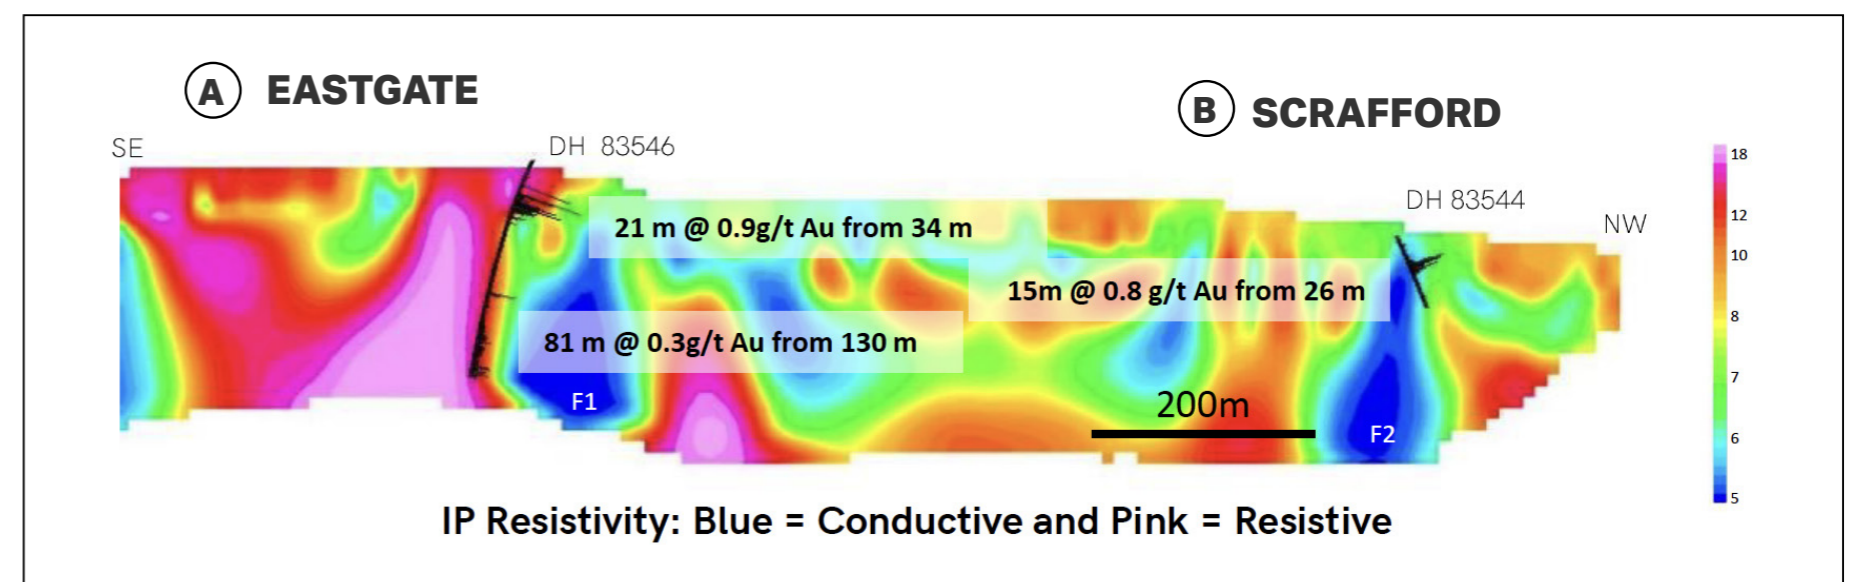 A EASTGATE
B SCRAFFORD
SE
DH 83546
DH 83544
NW
21 m @ 0.9g/t Au from 34 m
15m @ 0.8 g/t Au from 26 m
81 m @ 0.3g/t Au from 130 m
F1
200m
F2
18
12
10
8
7
6
5
IP Resistivity: Blue = Conductive and Pink = Resistive